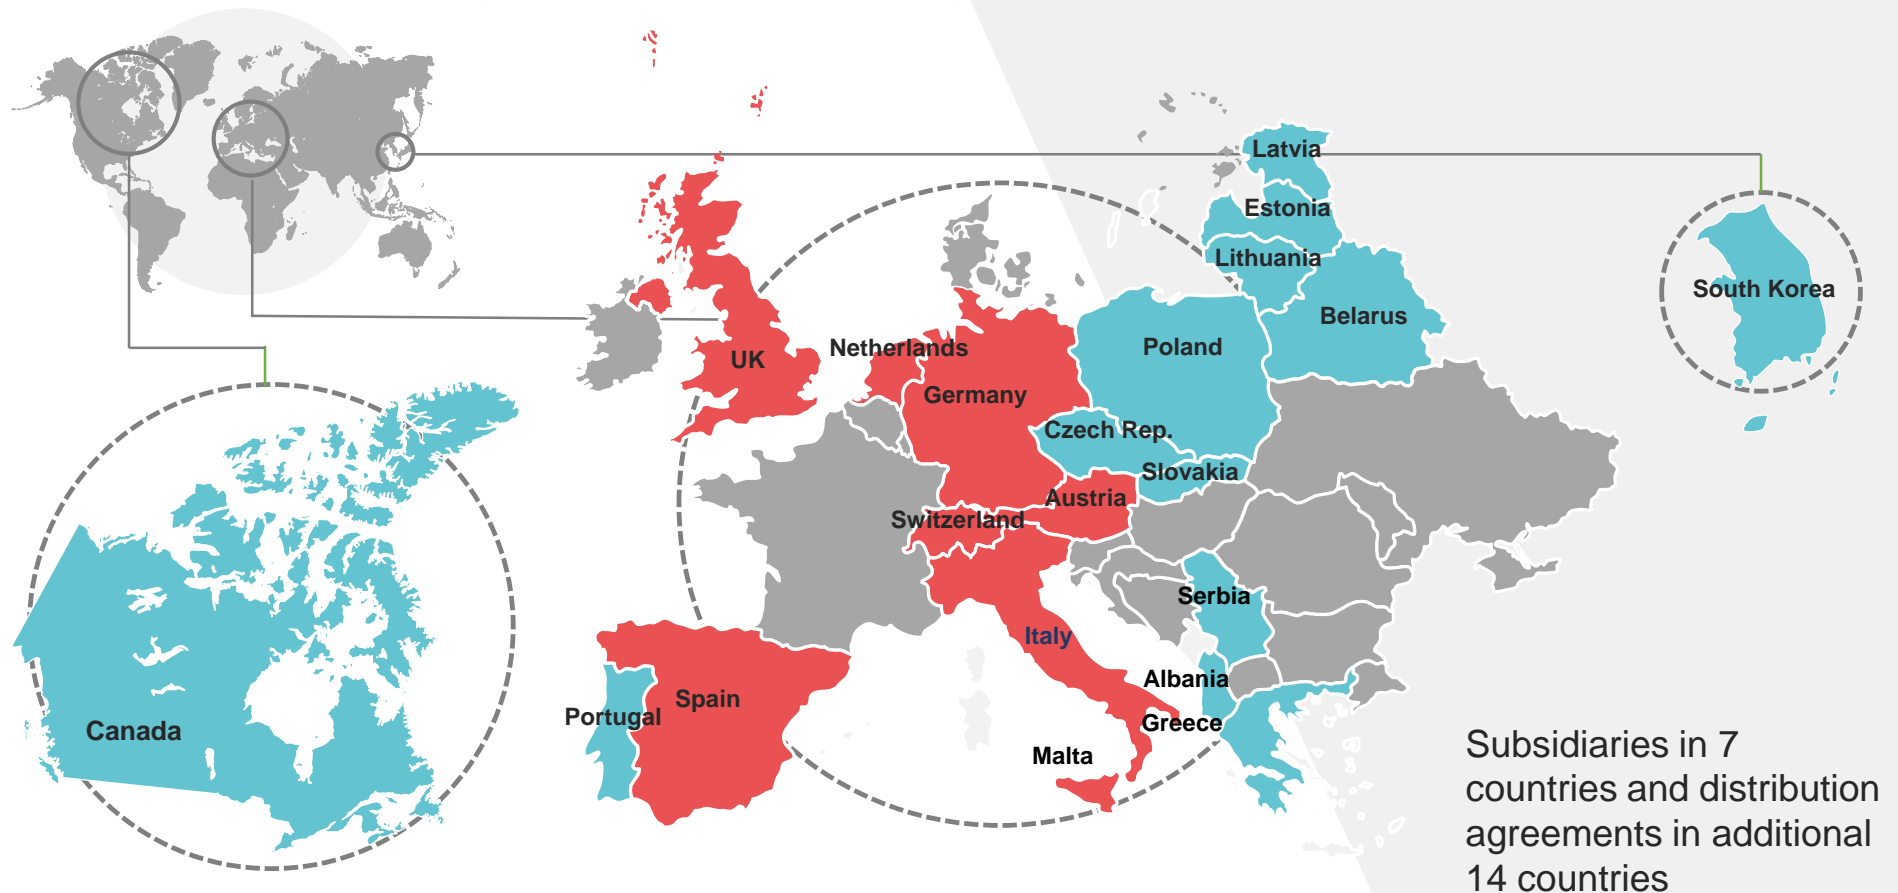 Latvia
Estonia
Lithuania
South Korea
Belarus
Netherlands
Poland
UK
Germany
Czech Rep.
Slovakia
Austria
Switzerland
Serbia
Italy
Albania
Spain
Portugal
Greece
Canada
Malta
Subsidiaries in 7
countries and distribution
agreements in additional
14 countries